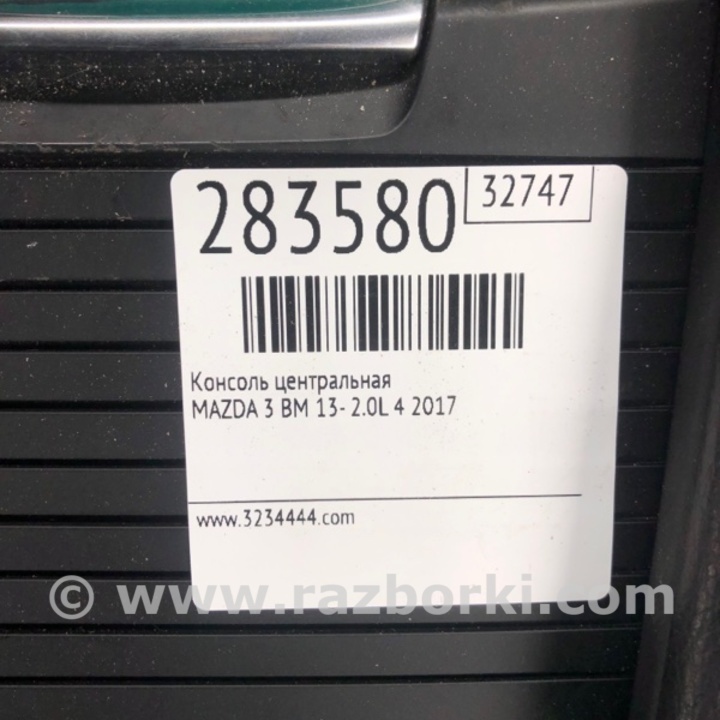 283580
32747
Консоль центральная
MAZDA 3 BM 13- 2.0L 4 2017
www.3234444.com
© www.razborki.com